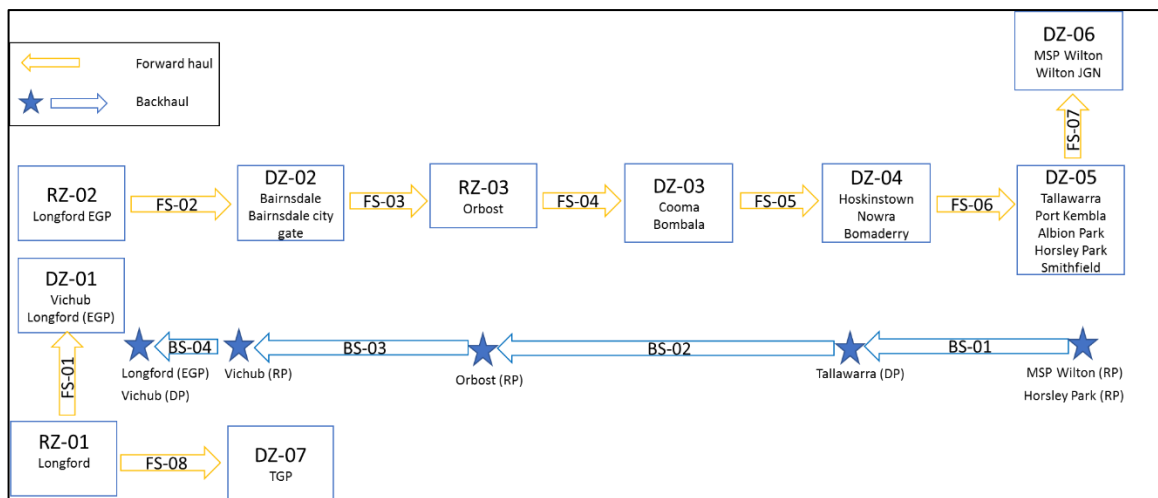 Forward haul
Backhaul
DZ-06
MSP Wilton
Wilton JGN
FS-07
RZ-02
Longford EGP
FS-02
DZ-02
Bairnsdale
Bairnsdale city
gate
FS-03
RZ-03
Orbost
FS-04
DZ-03
Cooma
Bombala
FS-05
DZ-04
Hoskinstown
Nowra
Bomaderry
FS-06
DZ-05
Tallawarra
Port Kembla
Albion Park
Horsley Park
Smithfield
DZ-01
Vichub
Longford (EGP)
FS-01
BS-04
BS-03
BS-02
BS-01
Longford (EGP)
Vichub (DP)
Vichub (RP)
Orbost (RP)
Tallawarra (DP)
MSP Wilton (RP)
Horsley Park (RP)
RZ-01
Longford
FS-08
DZ-07
TGP